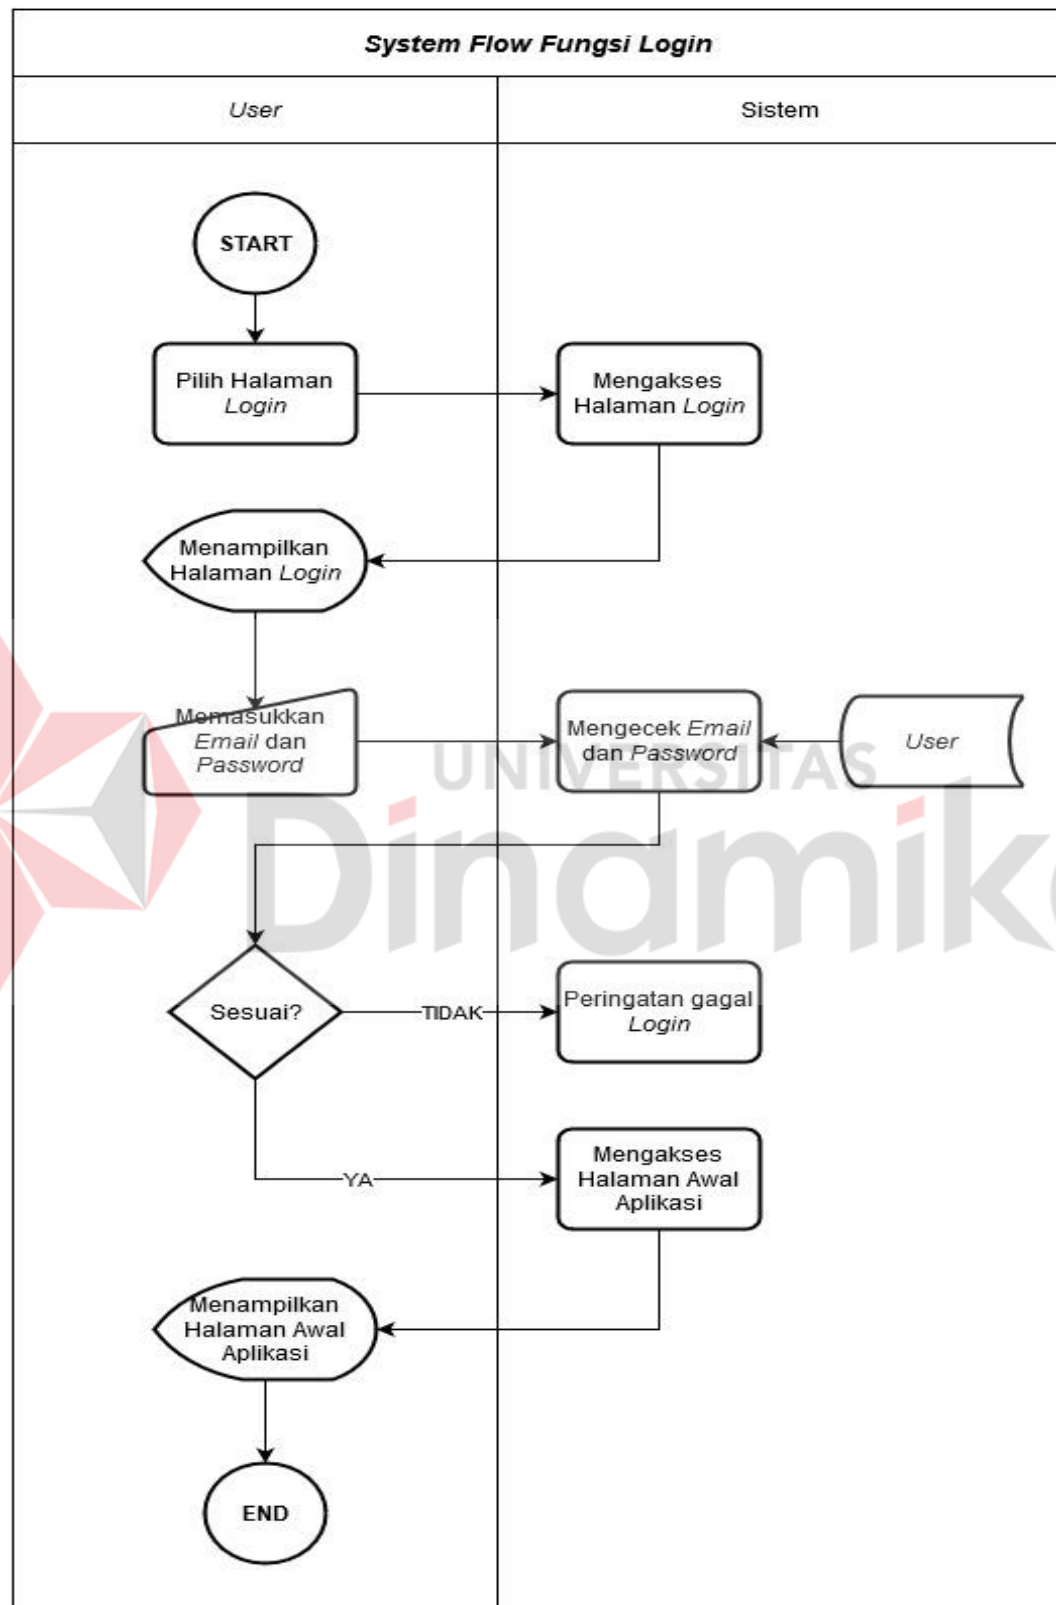 System Flow Fungsi Login
User
Sistem
START
Pilih Halaman
Login
Mengakses
Halaman Login
Menampilkan
Halaman Login
Memasukkan
Email dan
Password
Mengecek Email
dan Password
User
UNIVERSITAS
Dinamika
Sesuai?
TIDAK
Peringatan gagal
Login
YA
Mengakses
Halaman Awal
Aplikasi
Menampilkan
Halaman Awal
Aplikasi
END